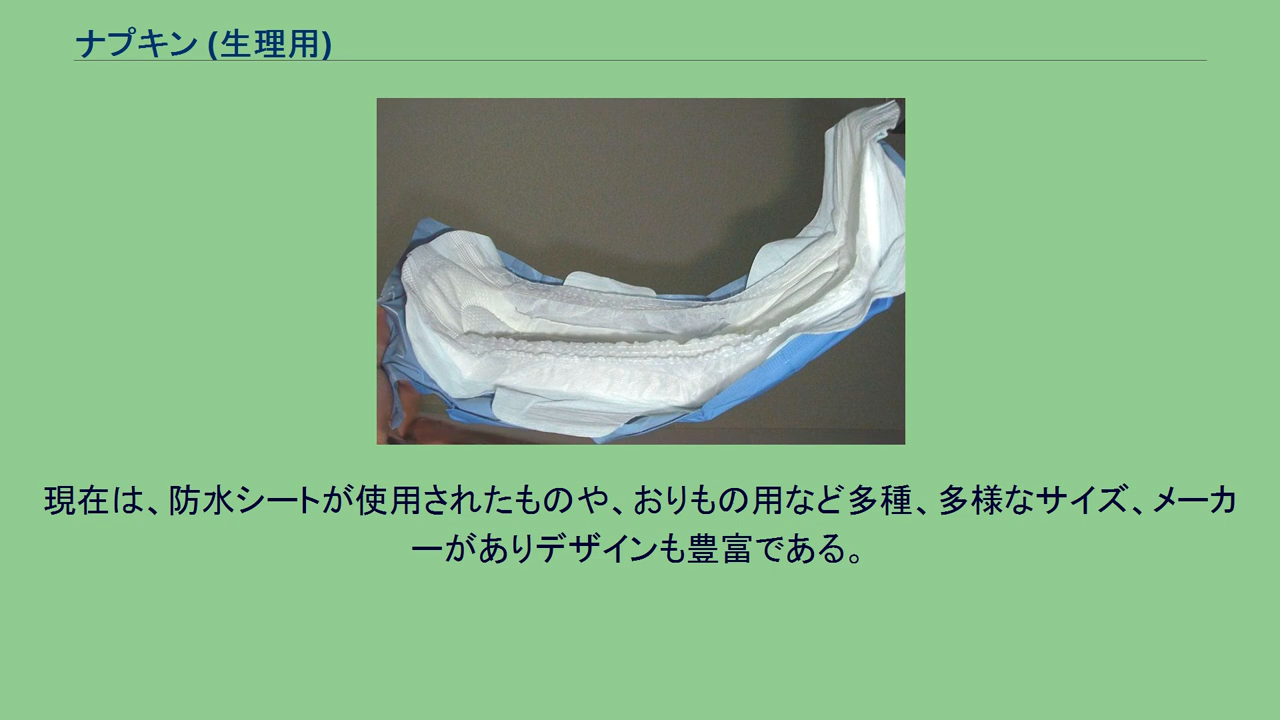 ナプキン (生理用)
現在は、防水シートが使用されたものや、おりもの用など多種、多様なサイズ、メーカ
ーがありデザインも豊富である。